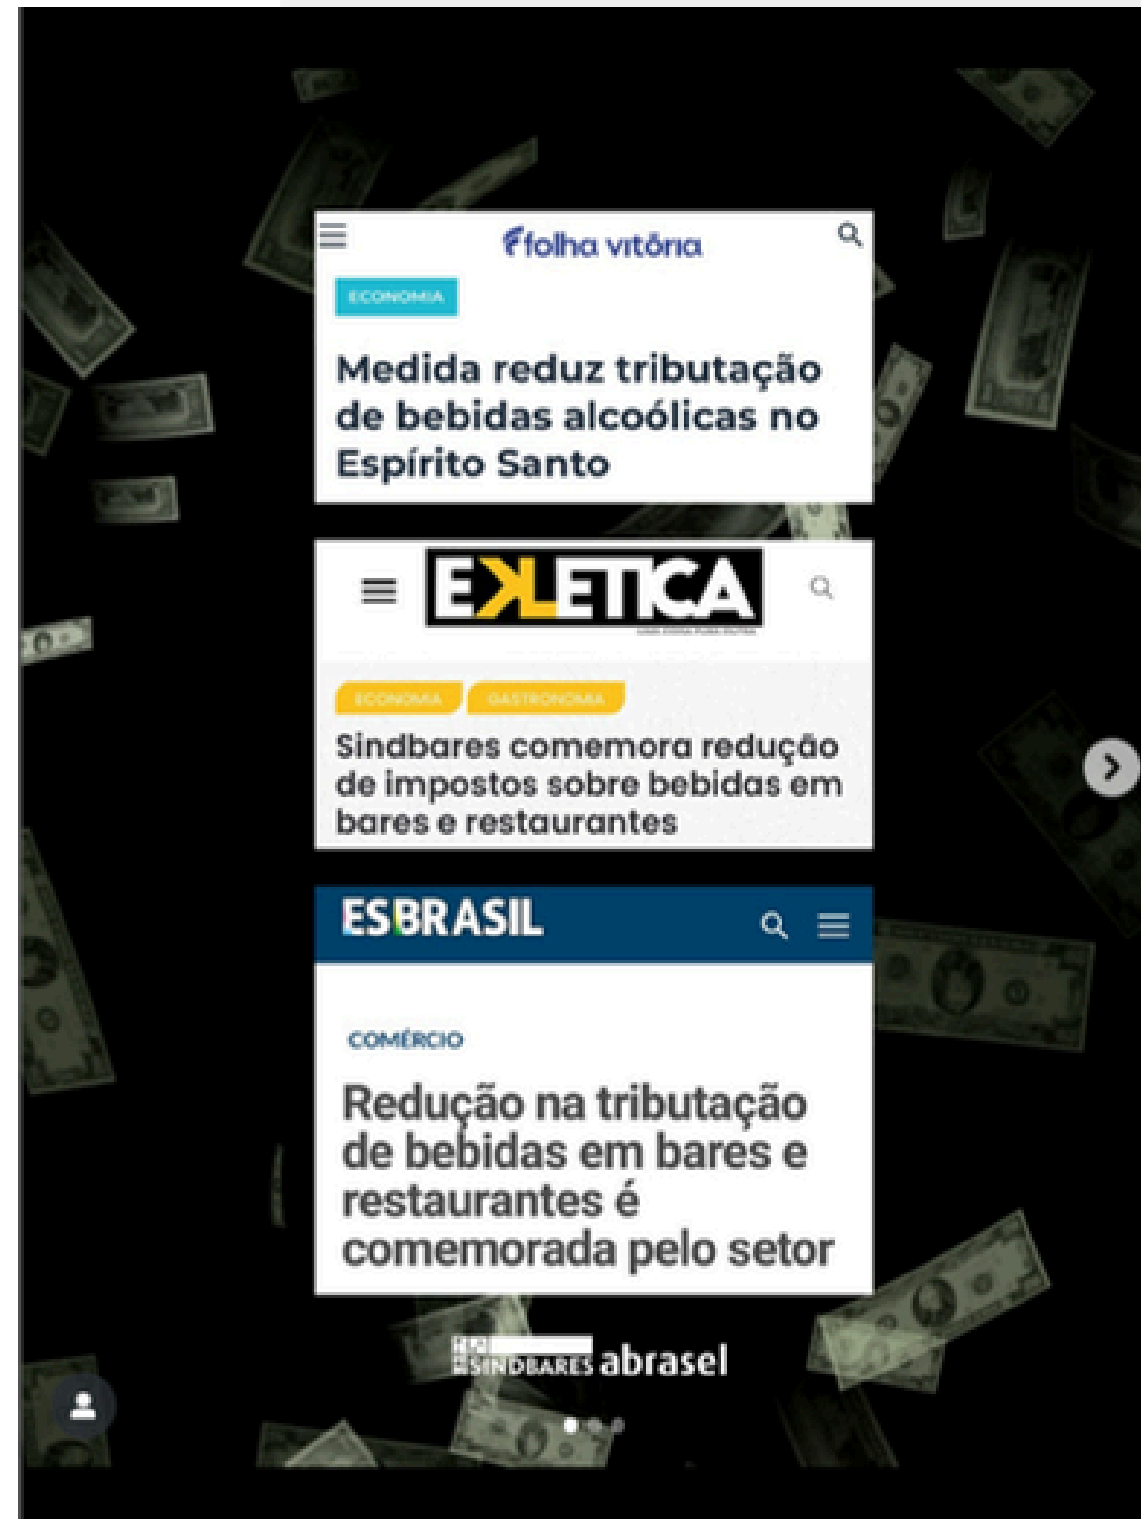 folha vitória
ECONOMIA
Medida reduz tributação
de bebidas alcoólicas no
Espírito Santo
EKLETICA
ECONOMIA GASTRONOMIA
Sindbares comemora redução
de impostos sobre bebidas em
bares e restaurantes
ESBRASIL
COMÉRCIO
Redução na tributação
de bebidas em bares e
restaurantes é
comemorada pelo setor
SINDBARES abrasel